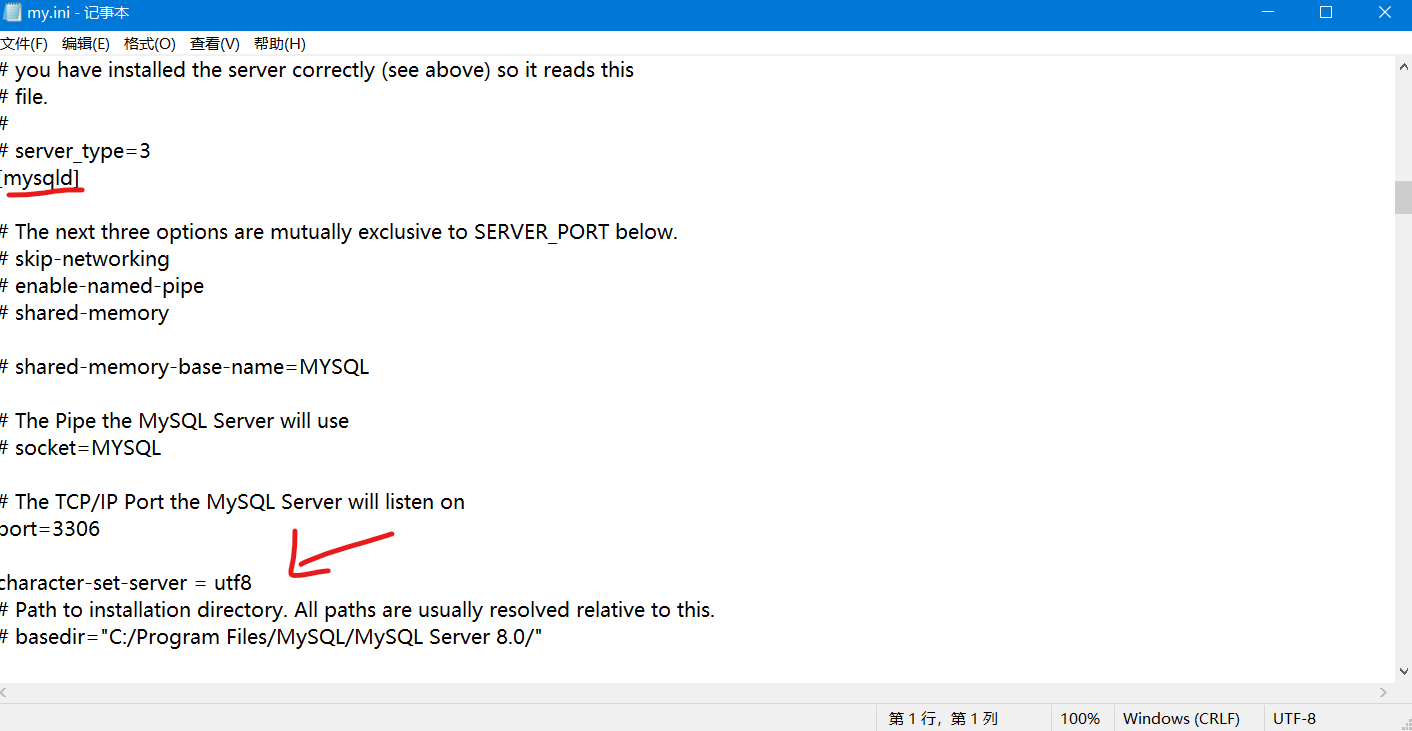 my.ini - 记事本
文件(F) 编辑(E) 格式(O) 查看(V) 帮助(H)
# you have installed the server correctly (see above) so it reads this
# file.
#
# server_type=3
[mysqld]
# The next three options are mutually exclusive to SERVER_PORT below.
# skip-networking
# enable-named-pipe
# shared-memory
# shared-memory-base-name=MYSQL
# The Pipe the MySQL Server will use
# socket=MYSQL
# The TCP/IP Port the MySQL Server will listen on
port=3306
character-set-server = utf8
# Path to installation directory. All paths are usually resolved relative to this.
# basedir="C:/Program Files/MySQL/MySQL Server 8.0/"
第 1 行，第 1 列 100% Windows (CRLF) UTF-8